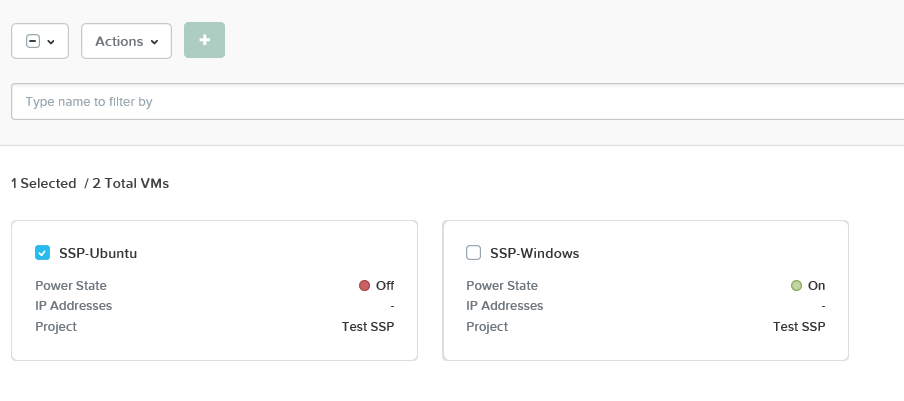 Actions
Type name to filter by
1 Selected / 2 Total VMs
SSP-Ubuntu
Power State Off
IP Addresses -
Project Test SSP
SSP-Windows
Power State On
IP Addresses -
Project Test SSP